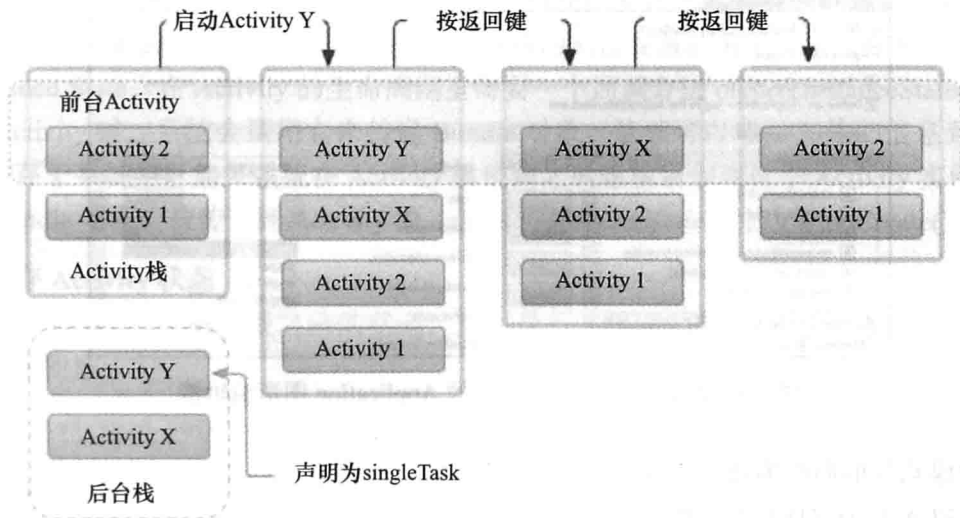 启动Activity Y
按返回键
按返回键
前台Activity
Activity 2
Activity 1
Activity栈
Activity Y
Activity X
后台栈
声明为singleTask
Activity Y
Activity X
Activity 2
Activity 1
Activity X
Activity 2
Activity 1
Activity 2
Activity 1